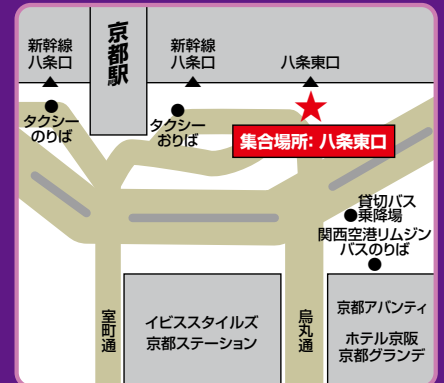 新幹線
八条口
京都駅
新幹線
八条口
八条東口
タクシー
のりば
タクシー
おりば
集合場所: 八条東口
貸切バス
乗降場
関西空港リムジン
バスのりば
室町通
イビススタイルズ
京都ステーション
烏丸通
京都アバンティ
ホテル京阪
京都グランデ